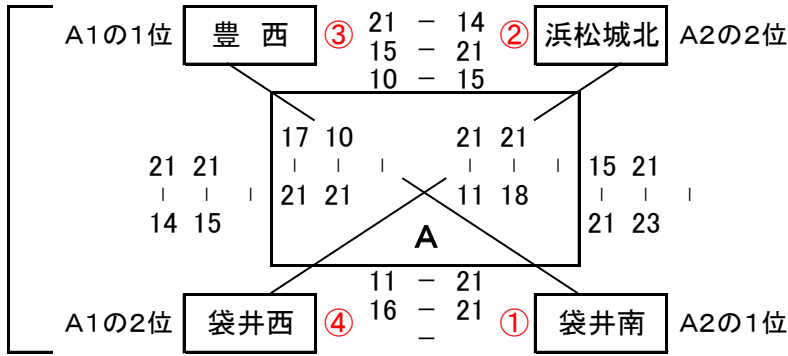 A1の1位 豊 西 ③ 21 － 14 ② 浜松城北 A2の2位
15 － 21
10 － 15
17 10 21 21
21 21 | | | | | | 15 21
| | | 21 21 11 18 | | |
14 15 21 23
A
11 － 21
A1の2位 袋井西 ④ 16 － 21 ① 袋井南 A2の1位
－